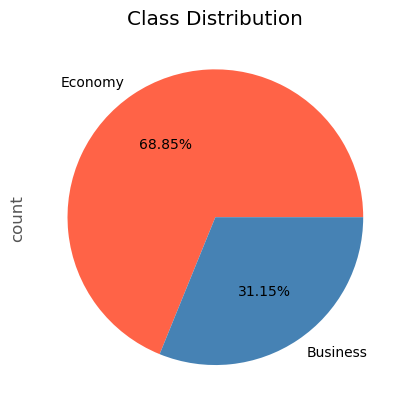 Class Distribution
Economy
68.85%
count
31.15%
Business